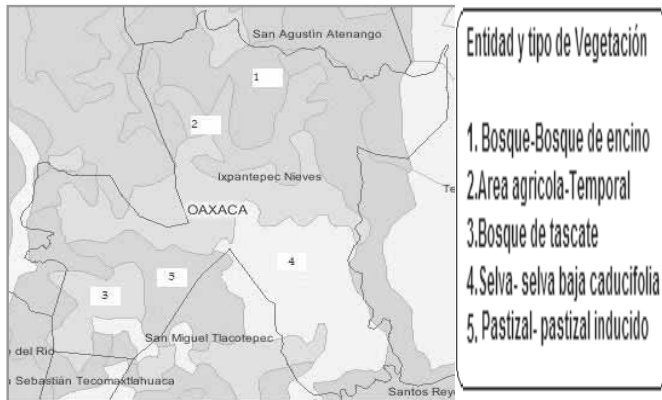 San Agustín Atenango
1
2
Ixpantepec Nieves
OAXACA
4
5
3
San Miguel Tlacotepec
del Rio
Sebastián Tecomaxtlahuaca
Santos Rey
Entidad y tipo de Vegetación
1. Bosque-Bosque de encino
2.Area agricola-Temporal
3.Bosque de tascate
4.Selva- selva baja caducifolia
5, Pastizal- pastizal inducido